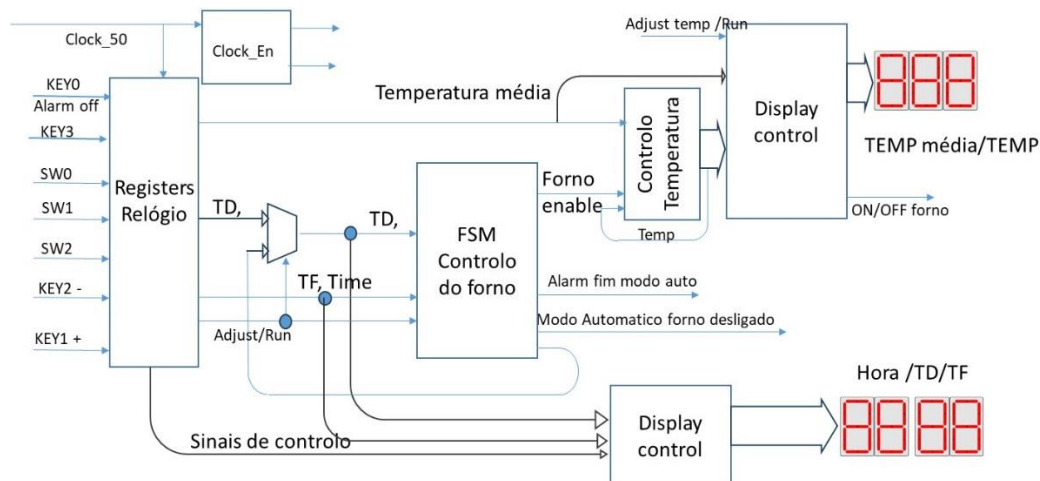 Clock_50
Clock_En
Adjust temp /Run
KEY0
Alarm off
KEY3
SW0
SW1
SW2
KEY2 -
KEY1 +
Registers
Relógio
Temperatura média
Controlo
Temperatura
Display
control
TEMP média/TEMP
ON/OFF forno
TD,
TD,
Forno
enable
Temp
FSM
Controlo
do forno
TF, Time
Adjust/Run
Alarm fim modo auto
Modo Automatico forno desligado
Sinais de controlo
Display
control
Hora /TD/TF
888
88 88